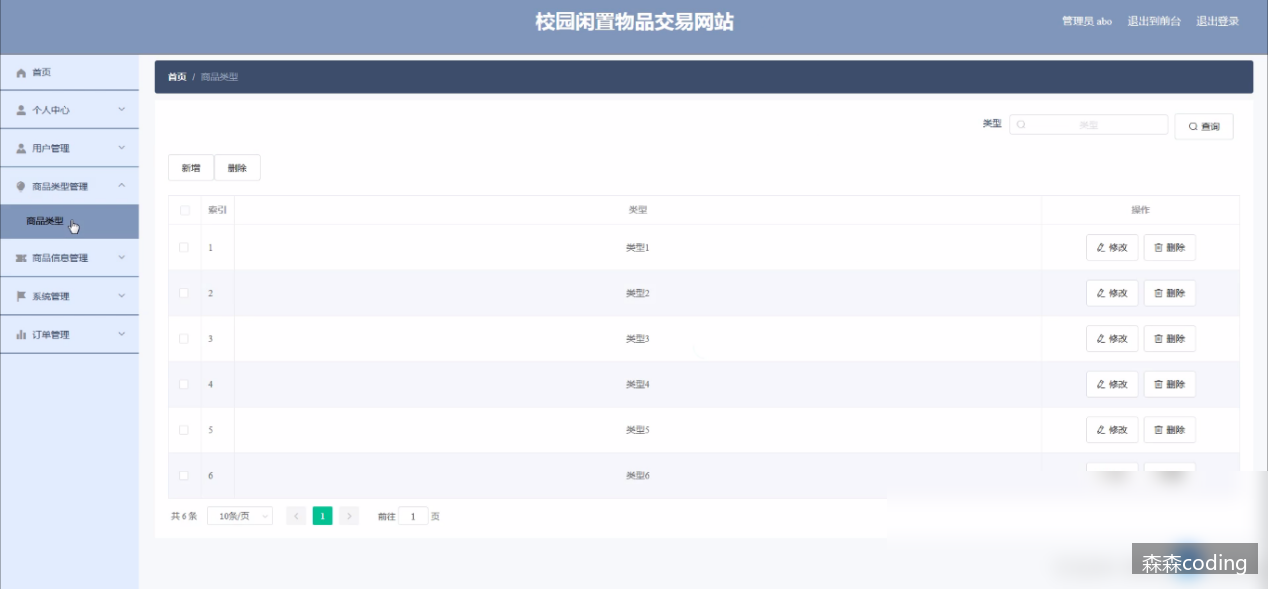 校园闲置物品交易网站
管理员 abo 退出到前台 退出登录
首页
个人中心
用户管理
商品类型管理
商品类型
商品信息管理
系统管理
订单管理
首页 / 商品类型
类型 类型 查询
新增 删除
索引 类型 操作
1 类型1 修改 删除
2 类型2 修改 删除
3 类型3 修改 删除
4 类型4 修改 删除
5 类型5 修改 删除
6 类型6
共 6 条 10条/页 1 前往 1 页
森森coding